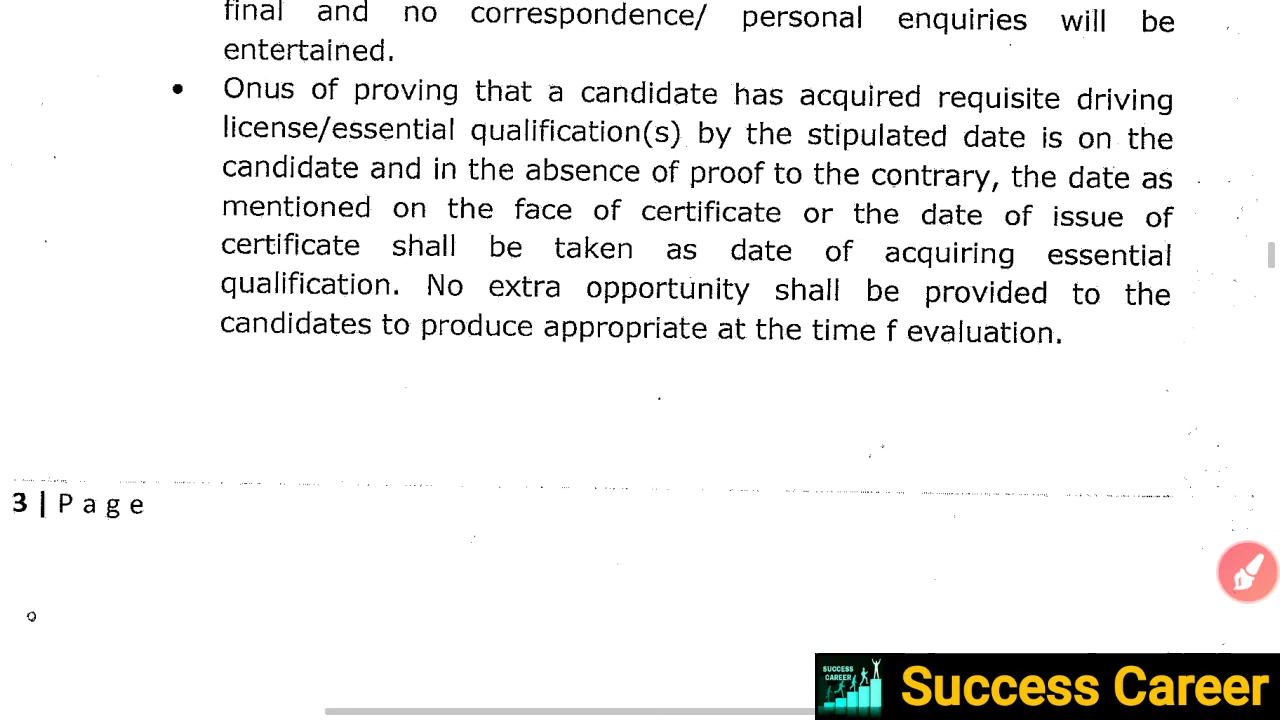 final and no correspondence/ personal enquiries will be
entertained.
• Onus of proving that a candidate has acquired requisite driving
license/essential qualification(s) by the stipulated date is on the
candidate and in the absence of proof to the contrary, the date as
mentioned on the face of certificate or the date of issue of
certificate shall be taken as date of acquiring essential
qualification. No extra opportunity shall be provided to the
candidates to produce appropriate at the time f evaluation.
3 | P a g e
SUCCESS
CAREER
Success Career